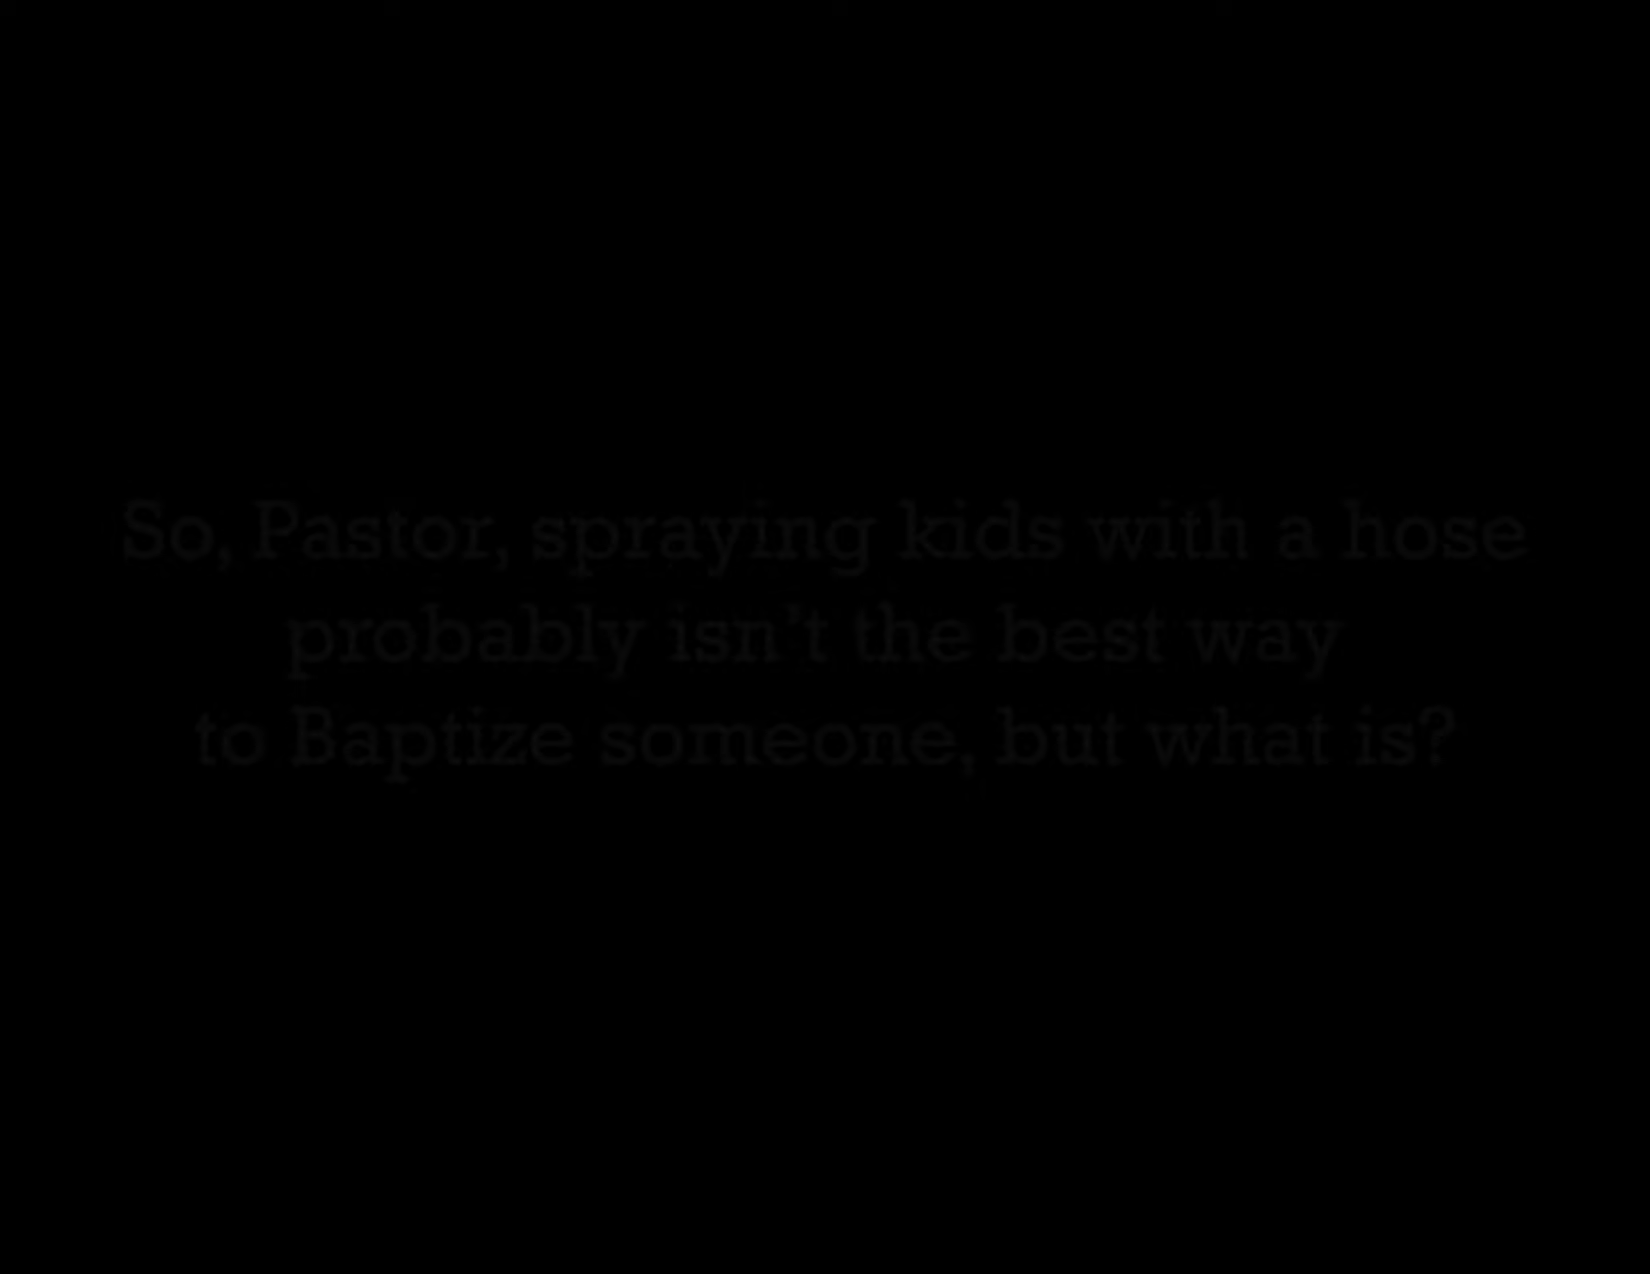 So, Pastor, spraying kids with a hose
probably isn't the best way
to Baptize someone, but what is?